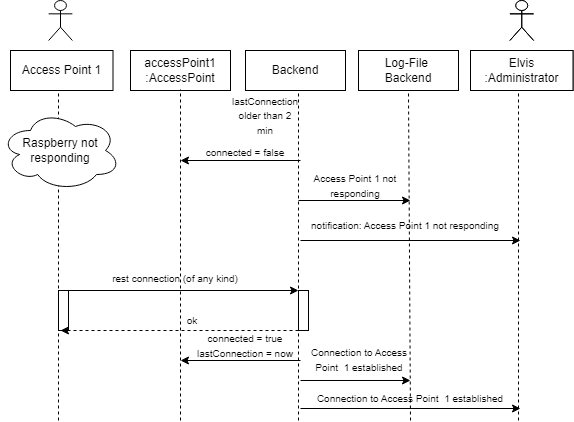 Access Point 1
accessPoint1
:AccessPoint
Backend
Log-File
Backend
Elvis
:Administrator
lastConnection
older than 2
min
Raspberry not
responding
connected = false
Access Point 1 not
responding
notification: Access Point 1 not responding
rest connection (of any kind)
ok
connected = true
lastConnection = now
Connection to Access
Point 1 established
Connection to Access Point 1 established